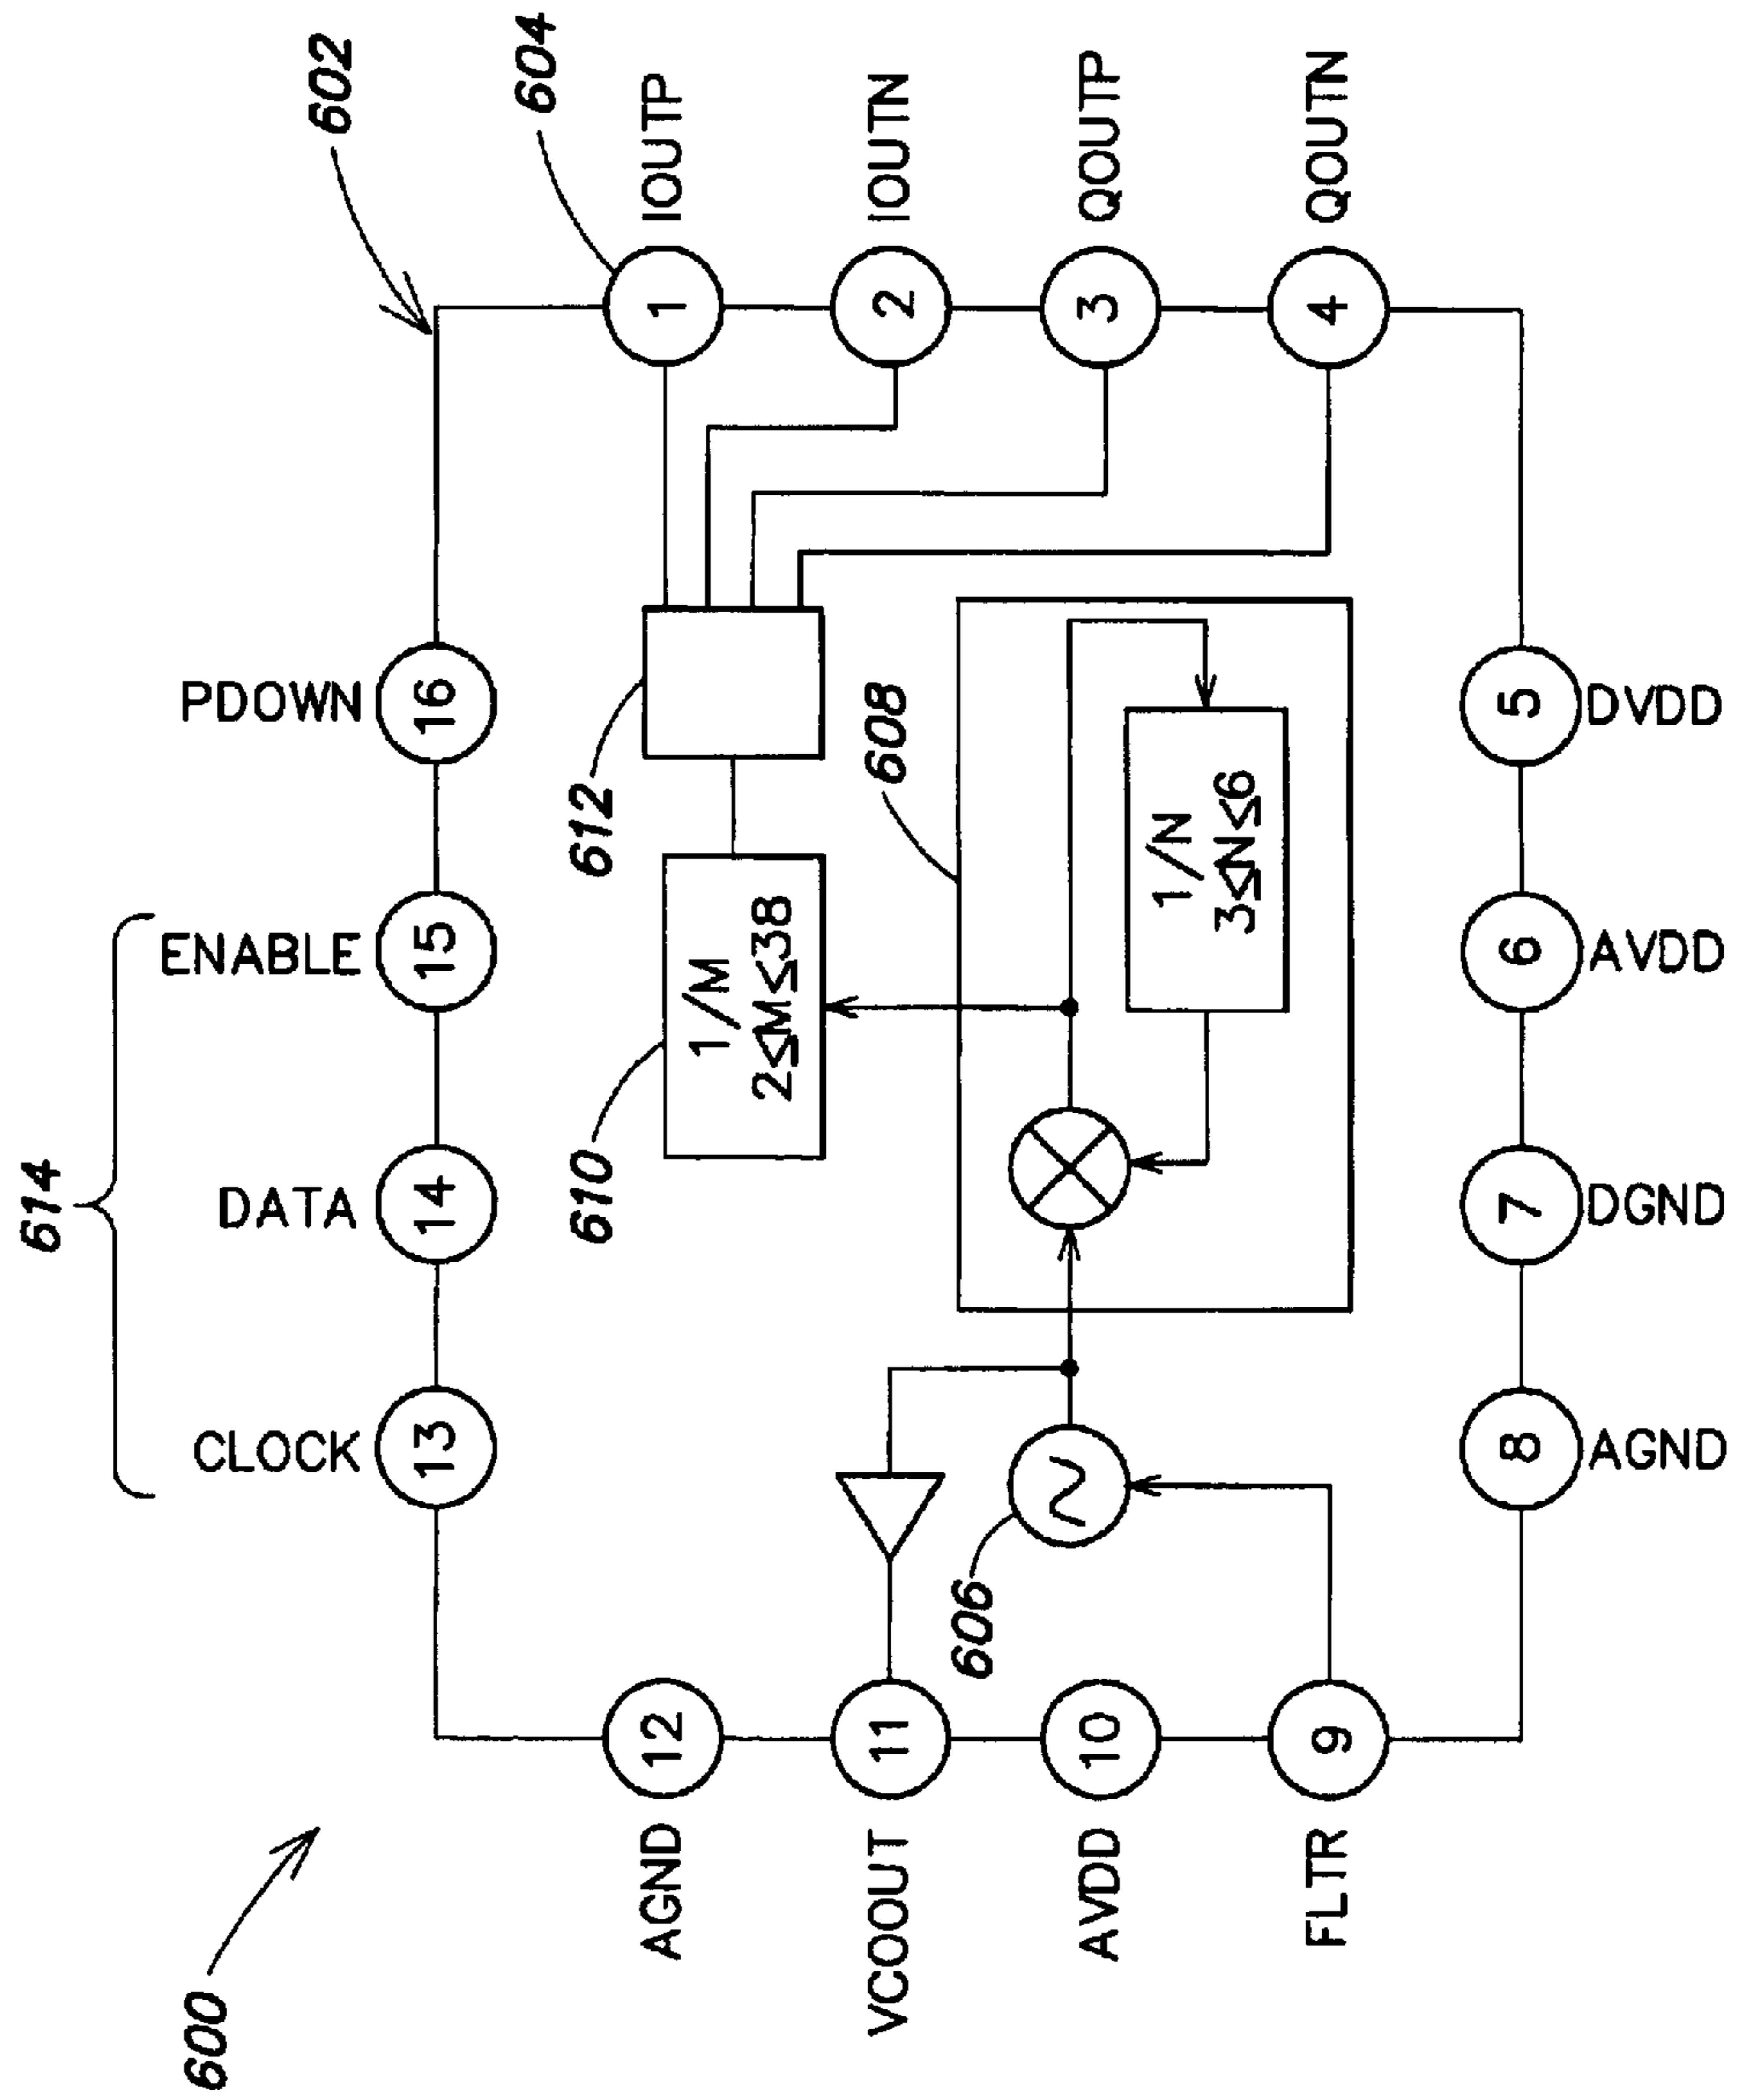 614
600
CLOCK
DATA
ENABLE
PDOWN
602
13
14
15
16
604
AGND
12
610
1/M
2≤M≤38
612
1
IOUTP
VCOOUT
11
608
2
IOUTN
606
AVDD
10
1/N
3≤N≤6
3
QOUTP
FLTR
9
4
QOUTN
8
7
6
5
AGND
DGND
AVDD
DVDD